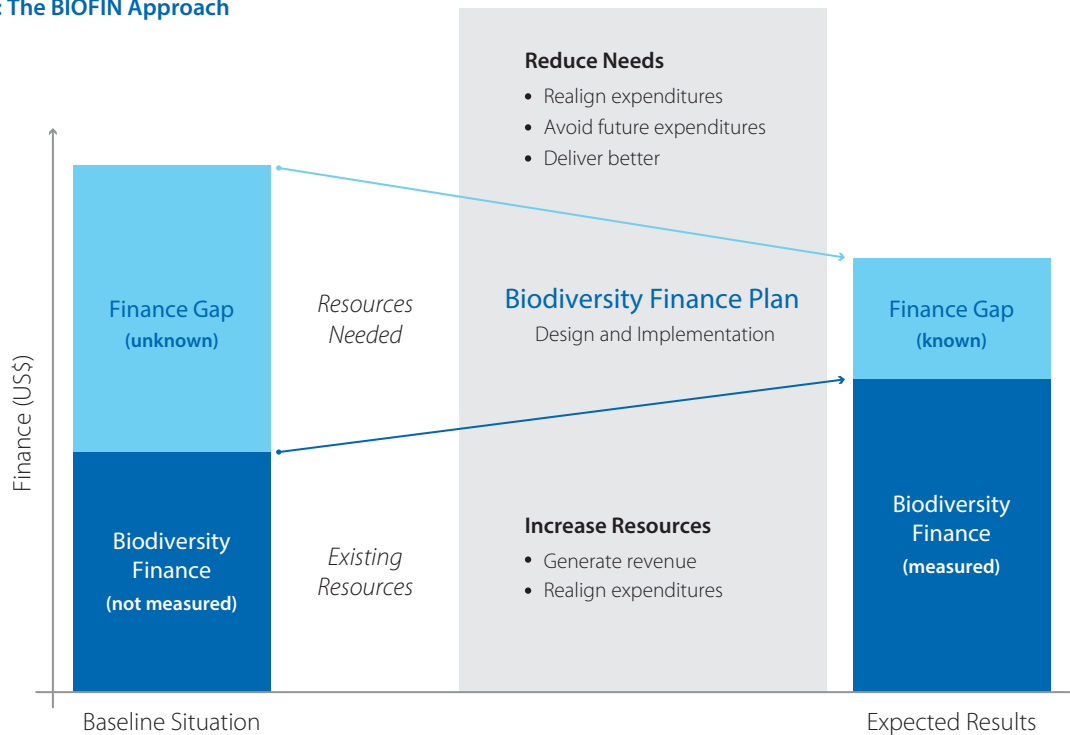 : The BIOFIN Approach
Reduce Needs
• Realign expenditures
• Avoid future expenditures
• Deliver better
Finance Gap
(unknown)
Resources
Needed
Biodiversity Finance Plan
Design and Implementation
Finance Gap
(known)
Finance (US$)
Biodiversity
Finance
(not measured)
Existing
Resources
Increase Resources
• Generate revenue
• Realign expenditures
Biodiversity
Finance
(measured)
Baseline Situation
Expected Results